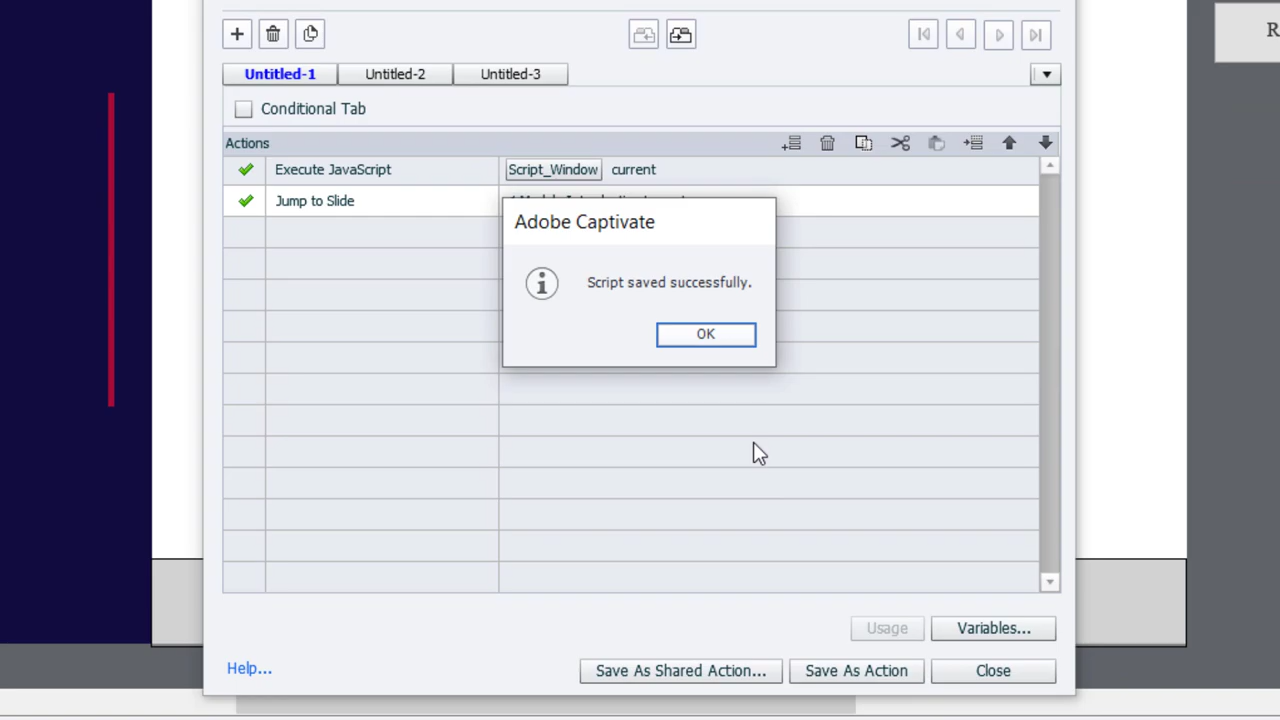 R
Untitled-1 Untitled-2 Untitled-3
Conditional Tab
Actions
Execute JavaScript Script_Window current
Jump to Slide
Adobe Captivate
Script saved successfully.
OK
Usage Variables...
Help... Save As Shared Action... Save As Action Close